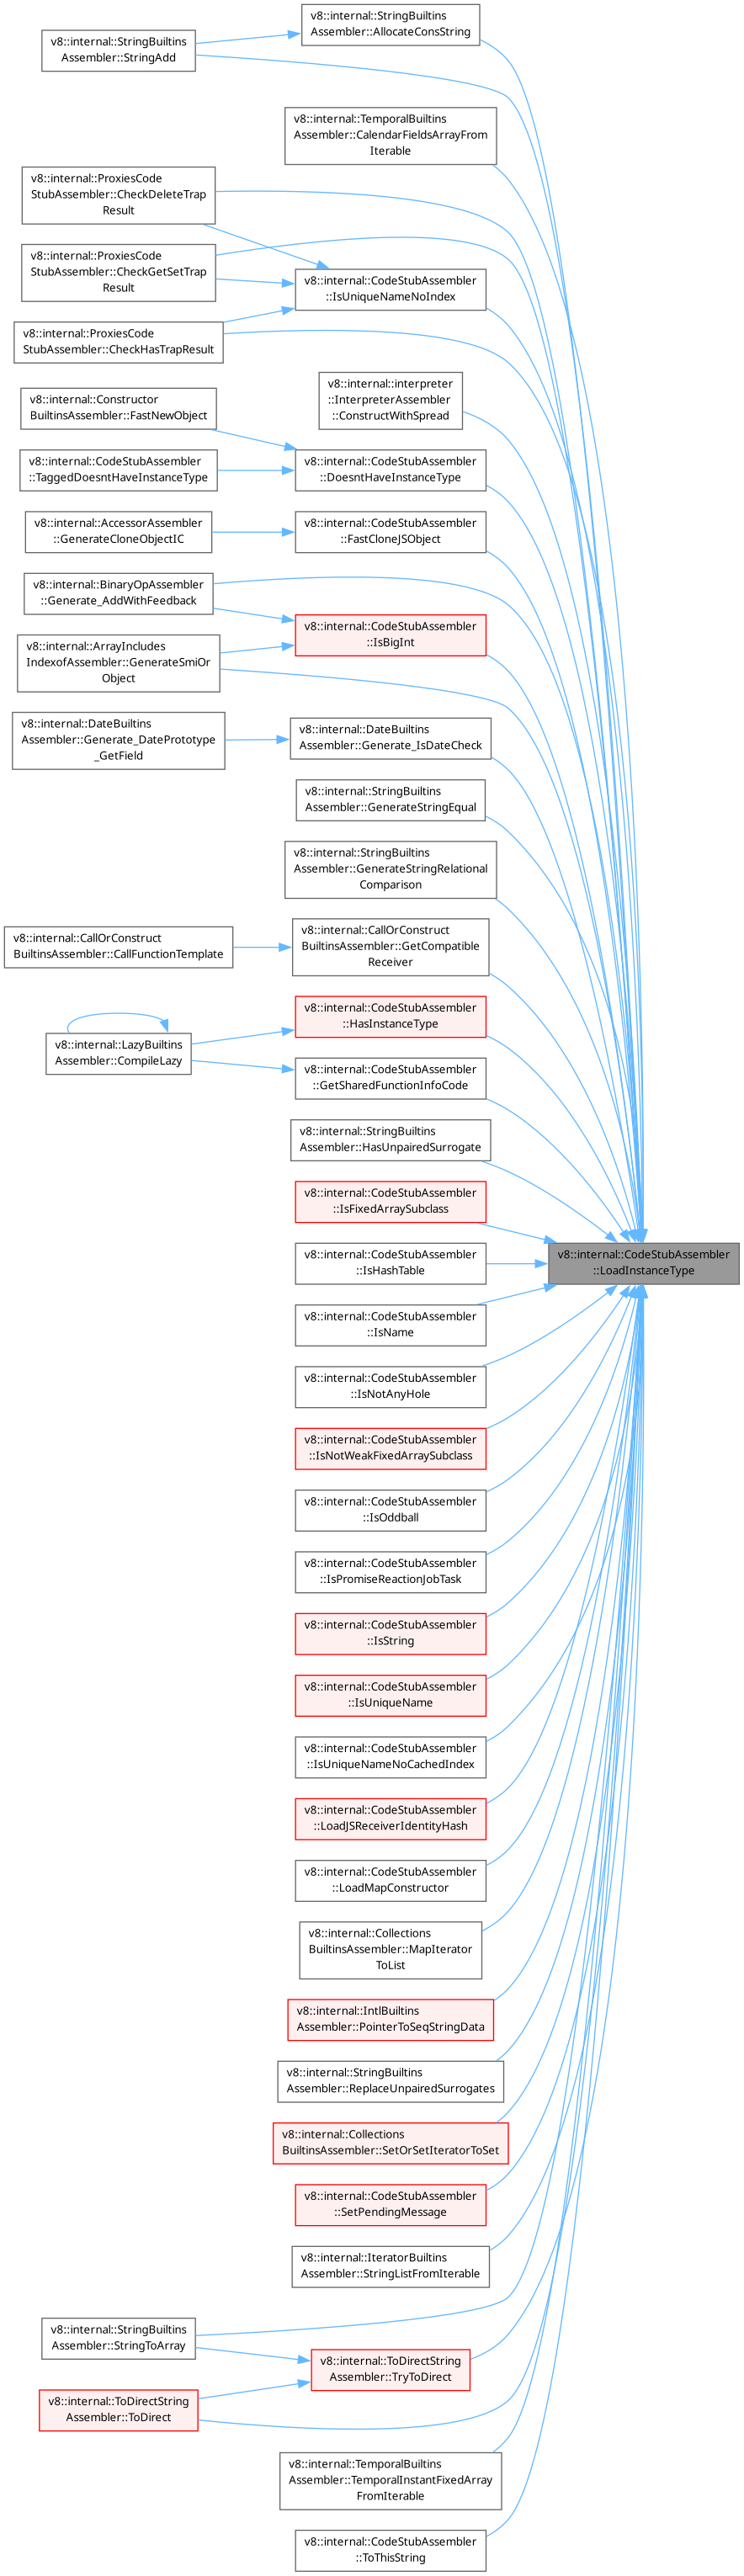 v8::internal::StringBuiltins
Assembler::AllocateConsString
v8::internal::StringBuiltins
Assembler::StringAdd
v8::internal::TemporalBuiltins
Assembler::CalendarFieldsArrayFrom
Iterable
v8::internal::ProxiesCode
StubAssembler::CheckDeleteTrap
Result
v8::internal::ProxiesCode
StubAssembler::CheckGetSetTrap
Result
v8::internal::CodeStubAssembler
::IsUniqueNameNoIndex
v8::internal::ProxiesCode
StubAssembler::CheckHasTrapResult
v8::internal::interpreter
::InterpreterAssembler
::ConstructWithSpread
v8::internal::Constructor
BuiltinsAssembler::FastNewObject
v8::internal::CodeStubAssembler
::TaggedDoesntHaveInstanceType
v8::internal::CodeStubAssembler
::DoesntHaveInstanceType
v8::internal::AccessorAssembler
::GenerateCloneObjectIC
v8::internal::CodeStubAssembler
::FastCloneJSObject
v8::internal::BinaryOpAssembler
::Generate_AddWithFeedback
v8::internal::CodeStubAssembler
::IsBigInt
v8::internal::ArrayIncludes
IndexofAssembler::GenerateSmiOr
Object
v8::internal::DateBuiltins
Assembler::Generate_DatePrototype
_GetField
v8::internal::DateBuiltins
Assembler::Generate_IsDateCheck
v8::internal::StringBuiltins
Assembler::GenerateStringEqual
v8::internal::StringBuiltins
Assembler::GenerateStringRelational
Comparison
v8::internal::CallOrConstruct
BuiltinsAssembler::CallFunctionTemplate
v8::internal::CallOrConstruct
BuiltinsAssembler::GetCompatible
Receiver
v8::internal::CodeStubAssembler
::HasInstanceType
v8::internal::LazyBuiltins
Assembler::CompileLazy
v8::internal::CodeStubAssembler
::GetSharedFunctionInfoCode
v8::internal::StringBuiltins
Assembler::HasUnpairedSurrogate
v8::internal::CodeStubAssembler
::IsFixedArraySubclass
v8::internal::CodeStubAssembler
::LoadInstanceType
v8::internal::CodeStubAssembler
::IsHashTable
v8::internal::CodeStubAssembler
::IsName
v8::internal::CodeStubAssembler
::IsNotAnyHole
v8::internal::CodeStubAssembler
::IsNotWeakFixedArraySubclass
v8::internal::CodeStubAssembler
::IsOddball
v8::internal::CodeStubAssembler
::IsPromiseReactionJobTask
v8::internal::CodeStubAssembler
::IsString
v8::internal::CodeStubAssembler
::IsUniqueName
v8::internal::CodeStubAssembler
::IsUniqueNameNoCachedIndex
v8::internal::CodeStubAssembler
::LoadJSReceiverIdentityHash
v8::internal::CodeStubAssembler
::LoadMapConstructor
v8::internal::Collections
BuiltinsAssembler::MapIterator
ToList
v8::internal::IntlBuiltins
Assembler::PointerToSeqStringData
v8::internal::StringBuiltins
Assembler::ReplaceUnpairedSurrogates
v8::internal::Collections
BuiltinsAssembler::SetOrSetIteratorToSet
v8::internal::CodeStubAssembler
::SetPendingMessage
v8::internal::IteratorBuiltins
Assembler::StringListFromIterable
v8::internal::StringBuiltins
Assembler::StringToArray
v8::internal::ToDirectString
Assembler::TryToDirect
v8::internal::ToDirectString
Assembler::ToDirect
v8::internal::TemporalBuiltins
Assembler::TemporalInstantFixedArray
FromIterable
v8::internal::CodeStubAssembler
::ToThisString